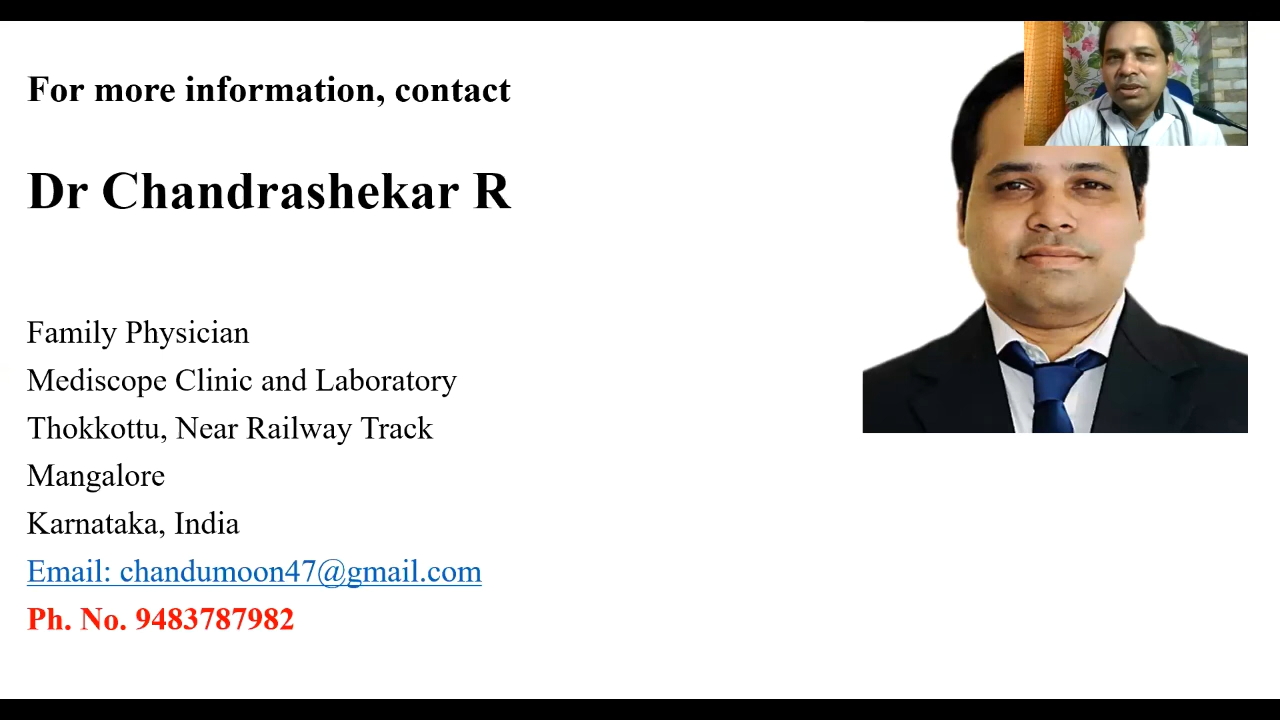 For more information, contact
Dr Chandrashekar R
Family Physician
Mediscope Clinic and Laboratory
Thokkottu, Near Railway Track
Mangalore
Karnataka, India
Email: chandumoon47@gmail.com
Ph. No. 9483787982